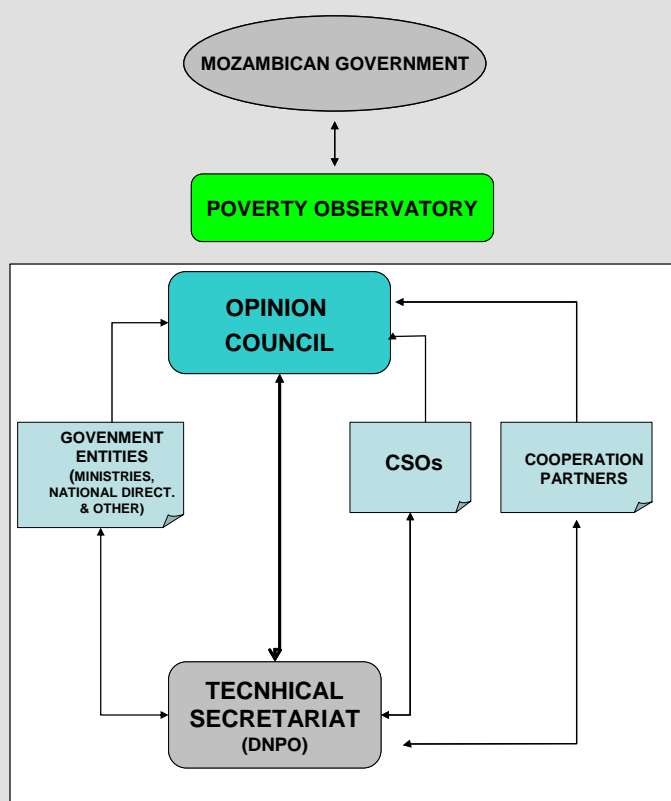 MOZAMBICAN GOVERNMENT
POVERTY OBSERVATORY
OPINION
COUNCIL
GOVENMENT
ENTITIES
(MINISTRIES,
NATIONAL DIRECT.
& OTHER)
CSOs
COOPERATION
PARTNERS
TECNHICAL
SECRETARIAT
(DNPO)